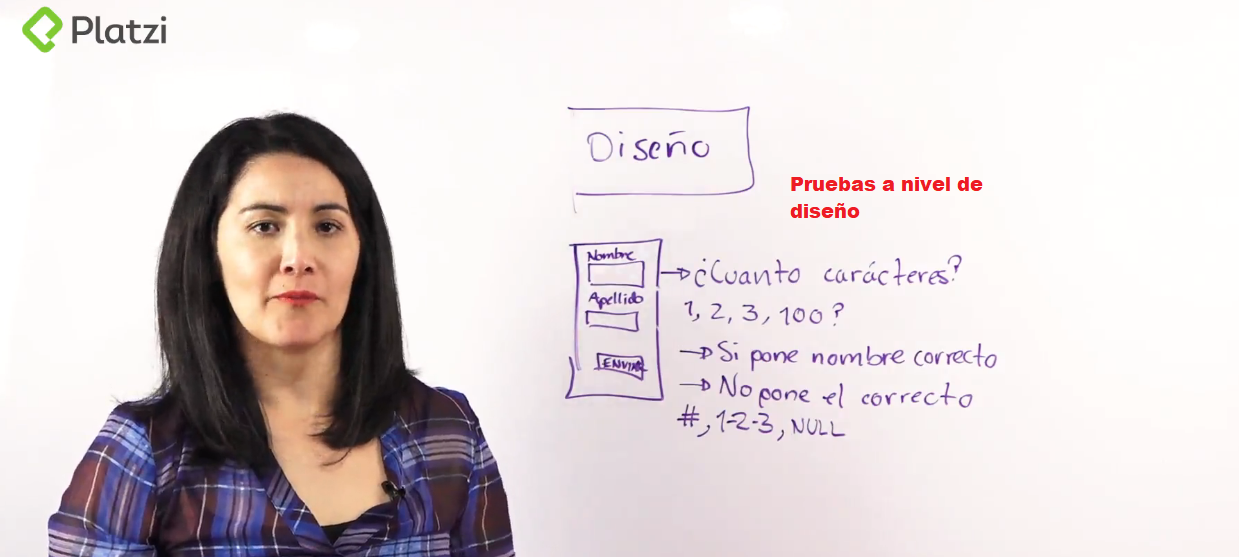 Platzi
Diseño
Pruebas a nivel de
diseño
Nombre
Apellido
ENVIAR
¿Cuanto carácteres?
1, 2, 3, 100?
Si pone nombre correcto
No pone el correcto
#, 1-2-3, NULL